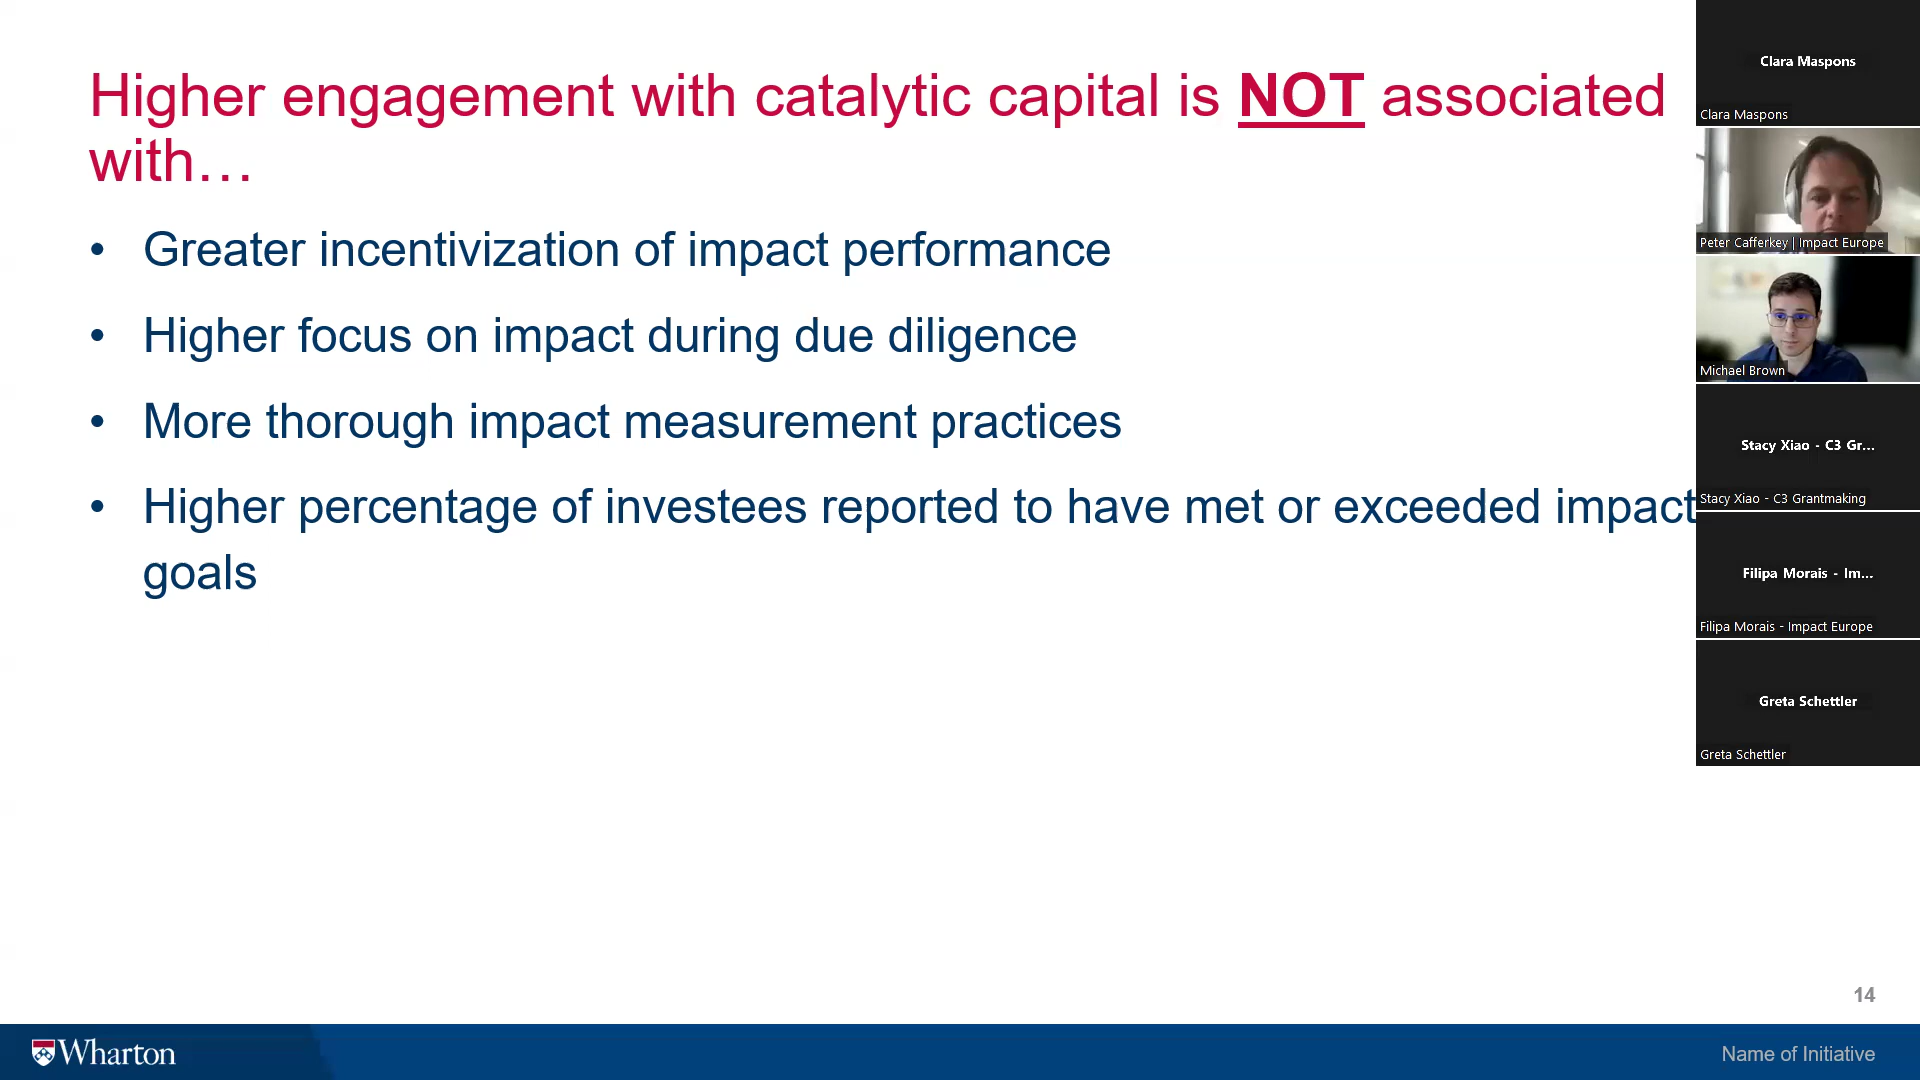 Higher engagement with catalytic capital is NOT associated
with…
• Greater incentivization of impact performance
• Higher focus on impact during due diligence
• More thorough impact measurement practices
• Higher percentage of investees reported to have met or exceeded impact
goals
14
Wharton
Name of Initiative
Clara Maspons
Clara Maspons
Peter Cafferkey | Impact Europe
Michael Brown
Stacy Xiao - C3 Gr...
Stacy Xiao - C3 Grantmaking
Filipa Morais - Im...
Filipa Morais - Impact Europe
Greta Schettler
Greta Schettler